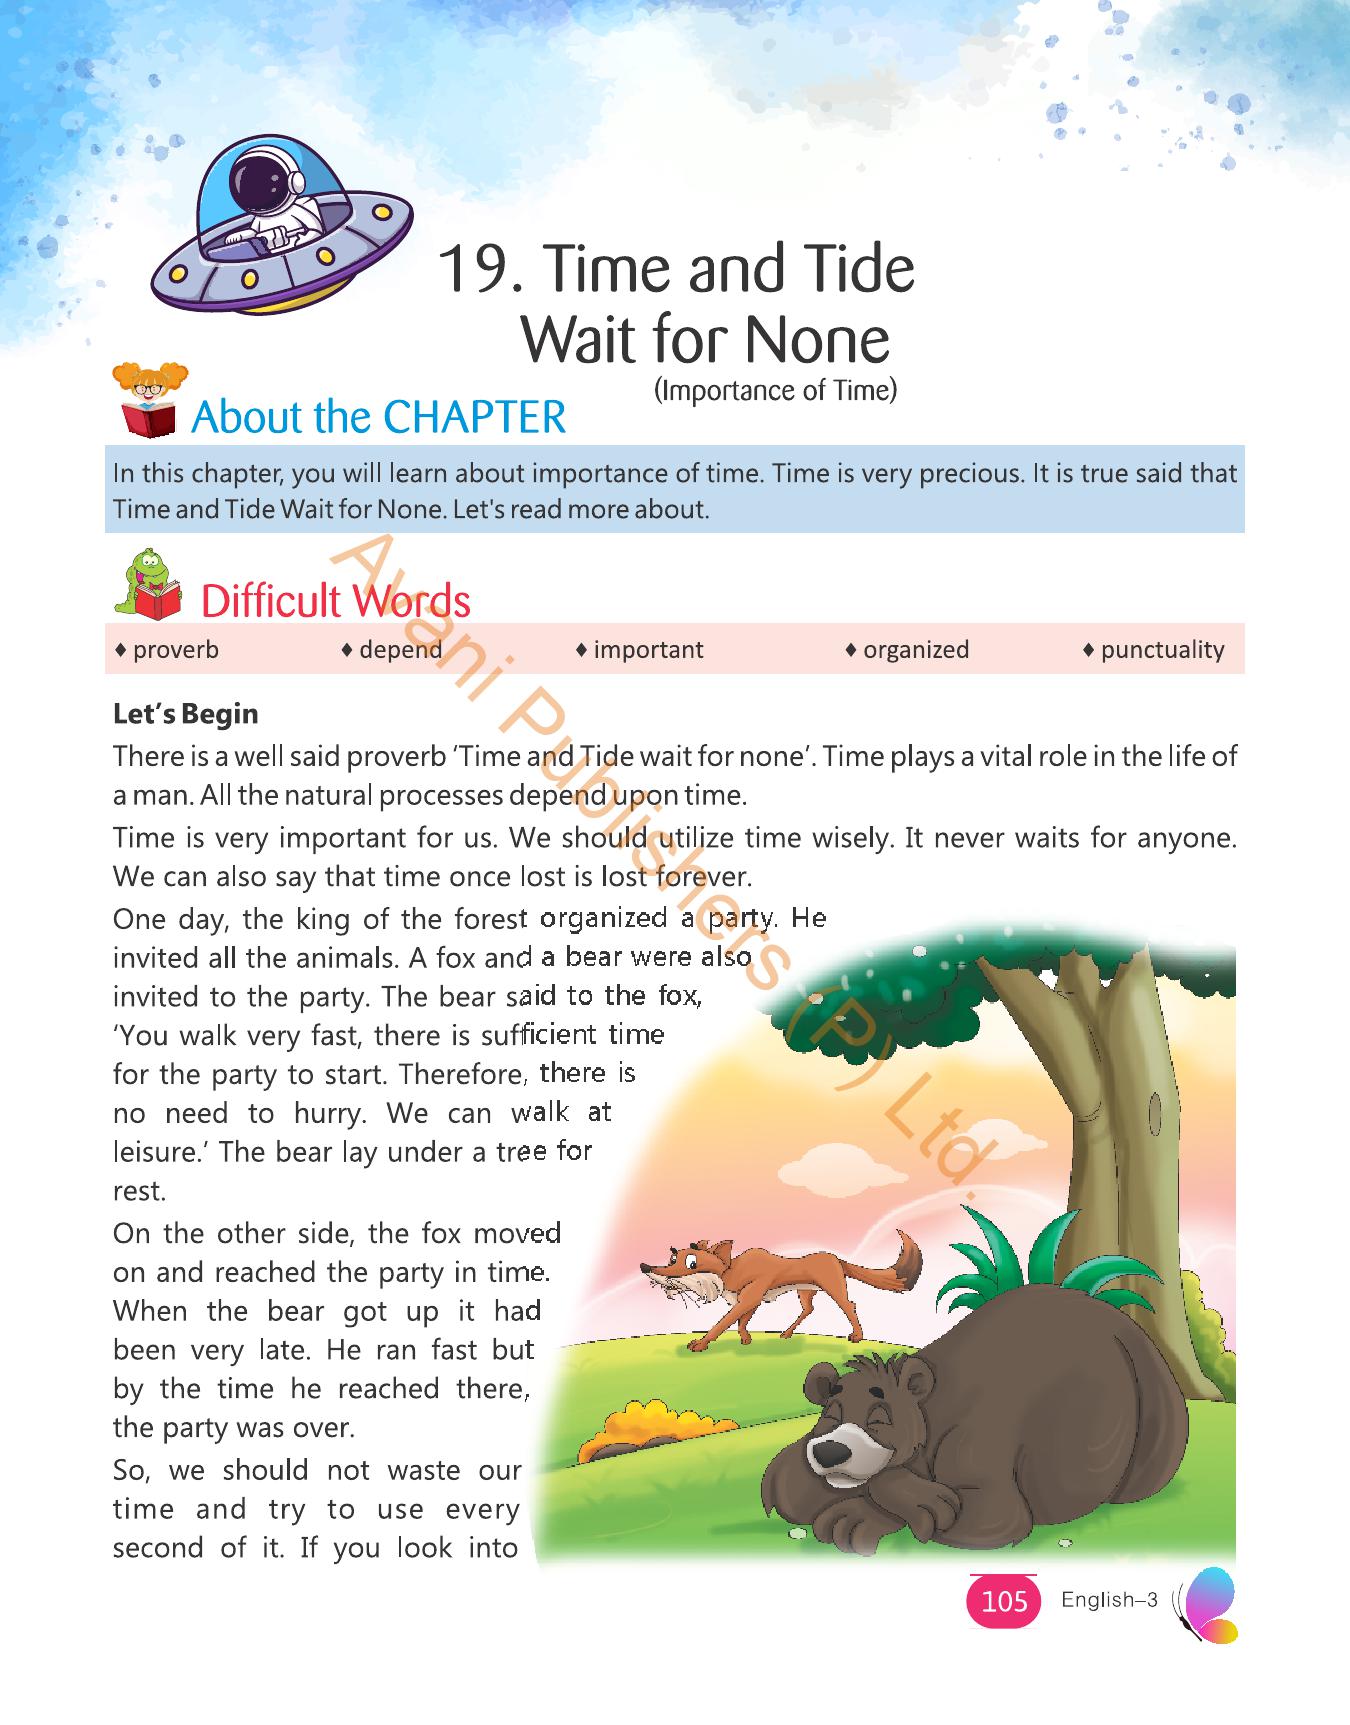 19. Time and Tide
Wait for None
(Importance of Time)
About the CHAPTER
In this chapter, you will learn about importance of time. Time is very precious. It is true said that
Time and Tide Wait for None. Let's read more about.
Difficult Words
♦ proverb ♦ depend ♦ important ♦ organized ♦ punctuality
Let's Begin
There is a well said proverb 'Time and Tide wait for none'. Time plays a vital role in the life of
a man. All the natural processes depend upon time.
Time is very important for us. We should utilize time wisely. It never waits for anyone.
We can also say that time once lost is lost forever.
One day, the king of the forest organized a party. He
invited all the animals. A fox and a bear were also
invited to the party. The bear said to the fox,
'You walk very fast, there is sufficient time
for the party to start. Therefore, there is
no need to hurry. We can walk at
leisure.' The bear lay under a tree for
rest.
On the other side, the fox moved
on and reached the party in time.
When the bear got up it had
been very late. He ran fast but
by the time he reached there,
the party was over.
So, we should not waste our
time and try to use every
second of it. If you look into
105 English–3
Avani Publishers (P) Ltd.